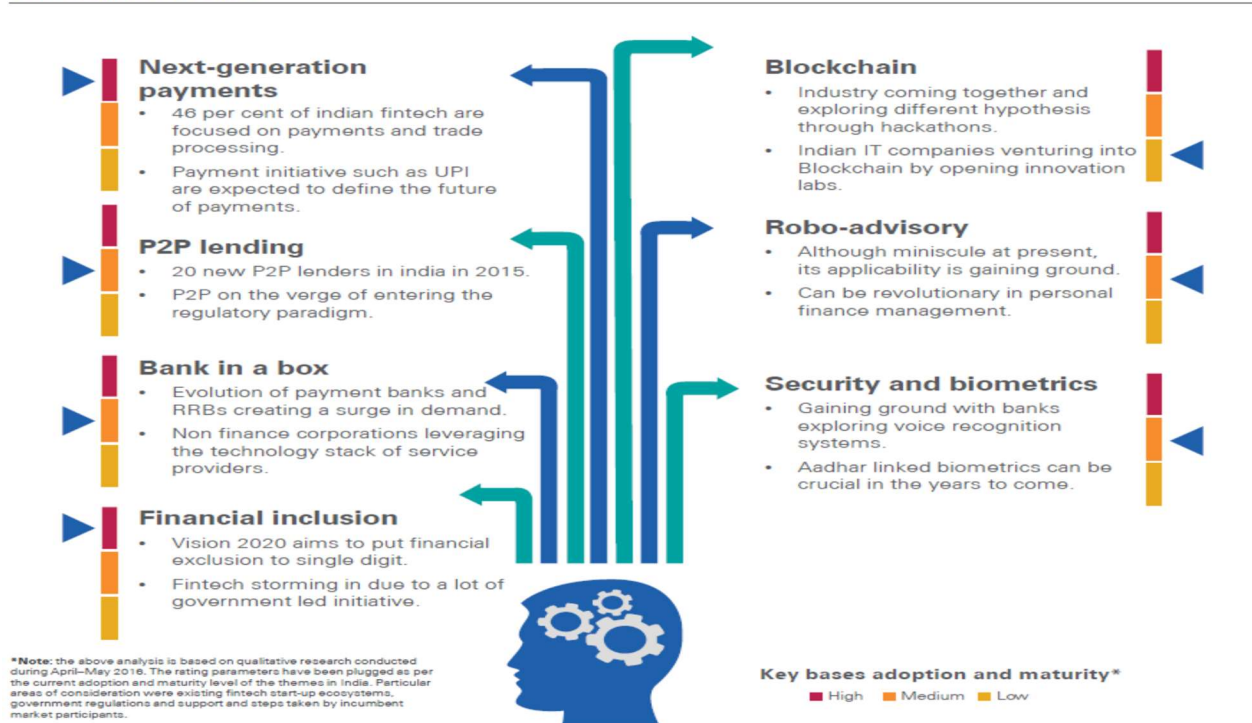 Next-generation
payments
• 46 per cent of indian fintech are
focused on payments and trade
processing.
• Payment initiative such as UPI
are expected to define the future
of payments.
P2P lending
• 20 new P2P lenders in india in 2015.
• P2P on the verge of entering the
regulatory paradigm.
Bank in a box
• Evolution of payment banks and
RRBs creating a surge in demand.
• Non finance corporations leveraging
the technology stack of service
providers.
Financial inclusion
• Vision 2020 aims to put financial
exclusion to single digit.
• Fintech storming in due to a lot of
government led initiative.
Blockchain
• Industry coming together and
exploring different hypothesis
through hackathons.
• Indian IT companies venturing into
Blockchain by opening innovation
labs.
Robo-advisory
• Although miniscule at present,
its applicability is gaining ground.
• Can be revolutionary in personal
finance management.
Security and biometrics
• Gaining ground with banks
exploring voice recognition
systems.
• Aadhar linked biometrics can be
crucial in the years to come.
*Note: the above analysis is based on qualitative research conducted
during April–May 2016. The rating parameters have been plugged as per
the current adoption and maturity level of the themes in India. Particular
areas of consideration were existing fintech start-up ecosystems,
government regulations and support and steps taken by incumbent
market participants.
Key bases adoption and maturity*
High Medium Low